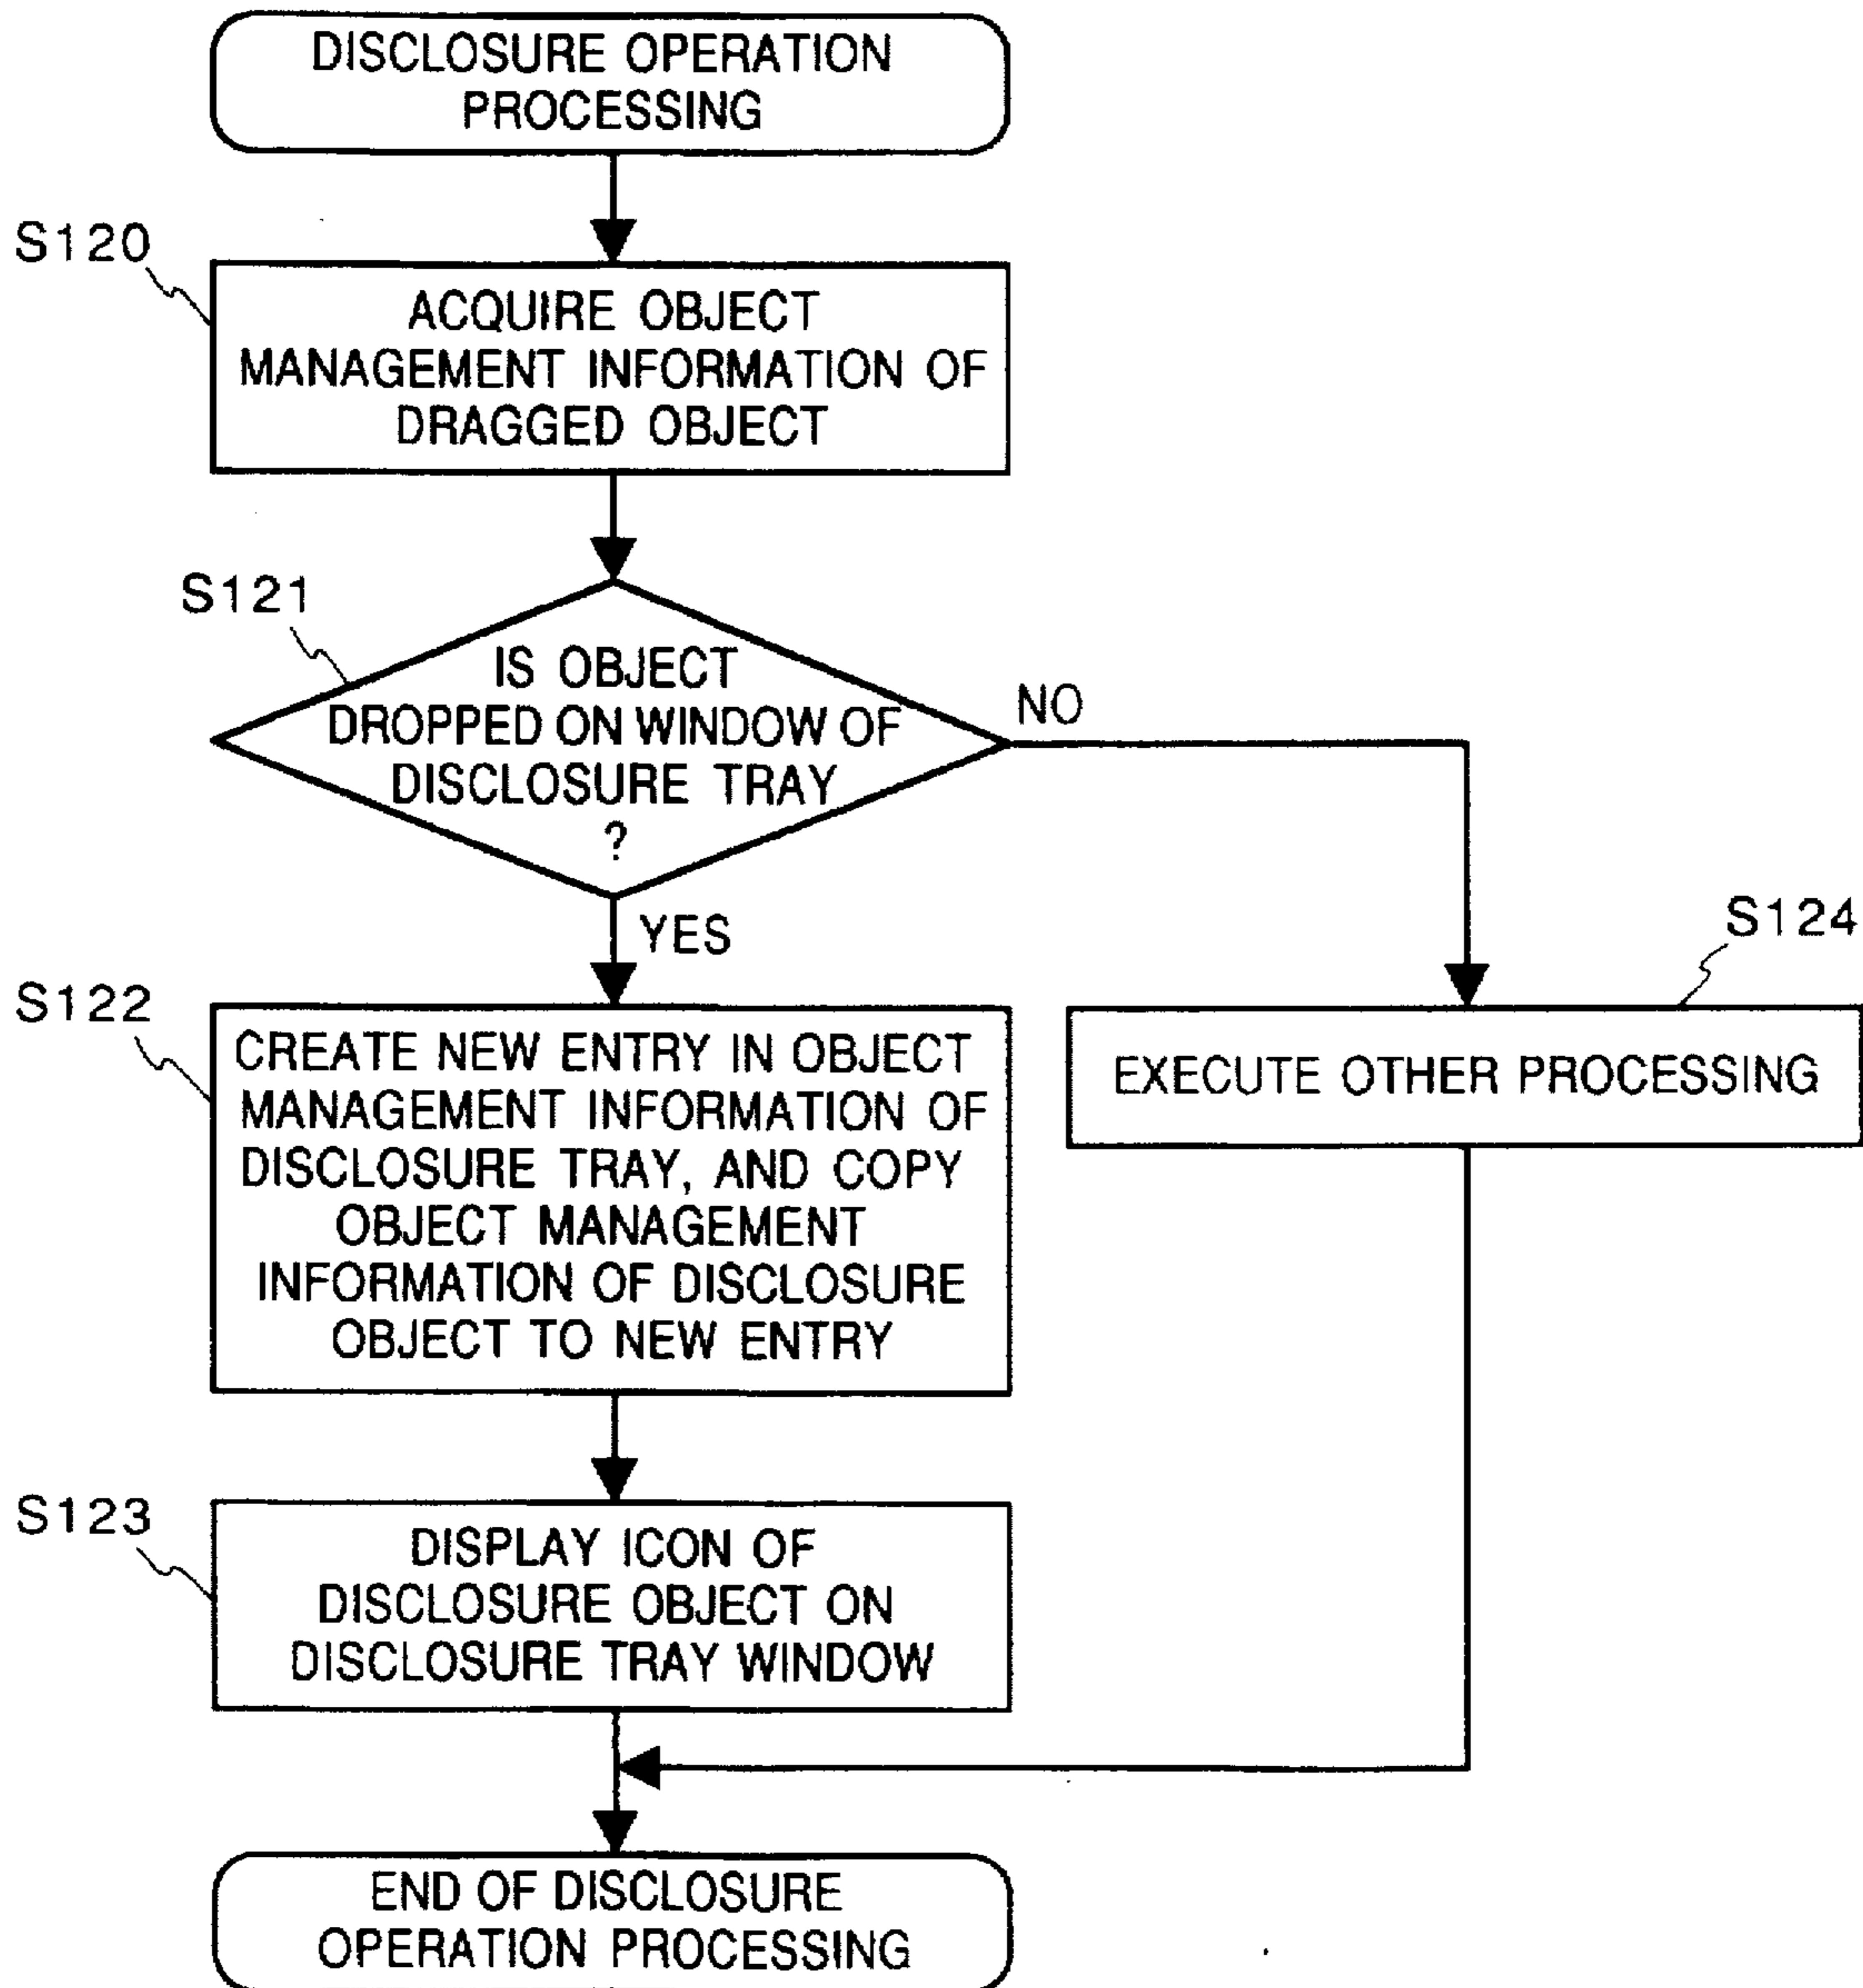 DISCLOSURE OPERATION
PROCESSING
S120
ACQUIRE OBJECT
MANAGEMENT INFORMATION OF
DRAGGED OBJECT
S121
IS OBJECT
DROPPED ON WINDOW OF
DISCLOSURE TRAY
?
NO
YES
S122
CREATE NEW ENTRY IN OBJECT
MANAGEMENT INFORMATION OF
DISCLOSURE TRAY, AND COPY
OBJECT MANAGEMENT
INFORMATION OF DISCLOSURE
OBJECT TO NEW ENTRY
S124
EXECUTE OTHER PROCESSING
S123
DISPLAY ICON OF
DISCLOSURE OBJECT ON
DISCLOSURE TRAY WINDOW
END OF DISCLOSURE
OPERATION PROCESSING